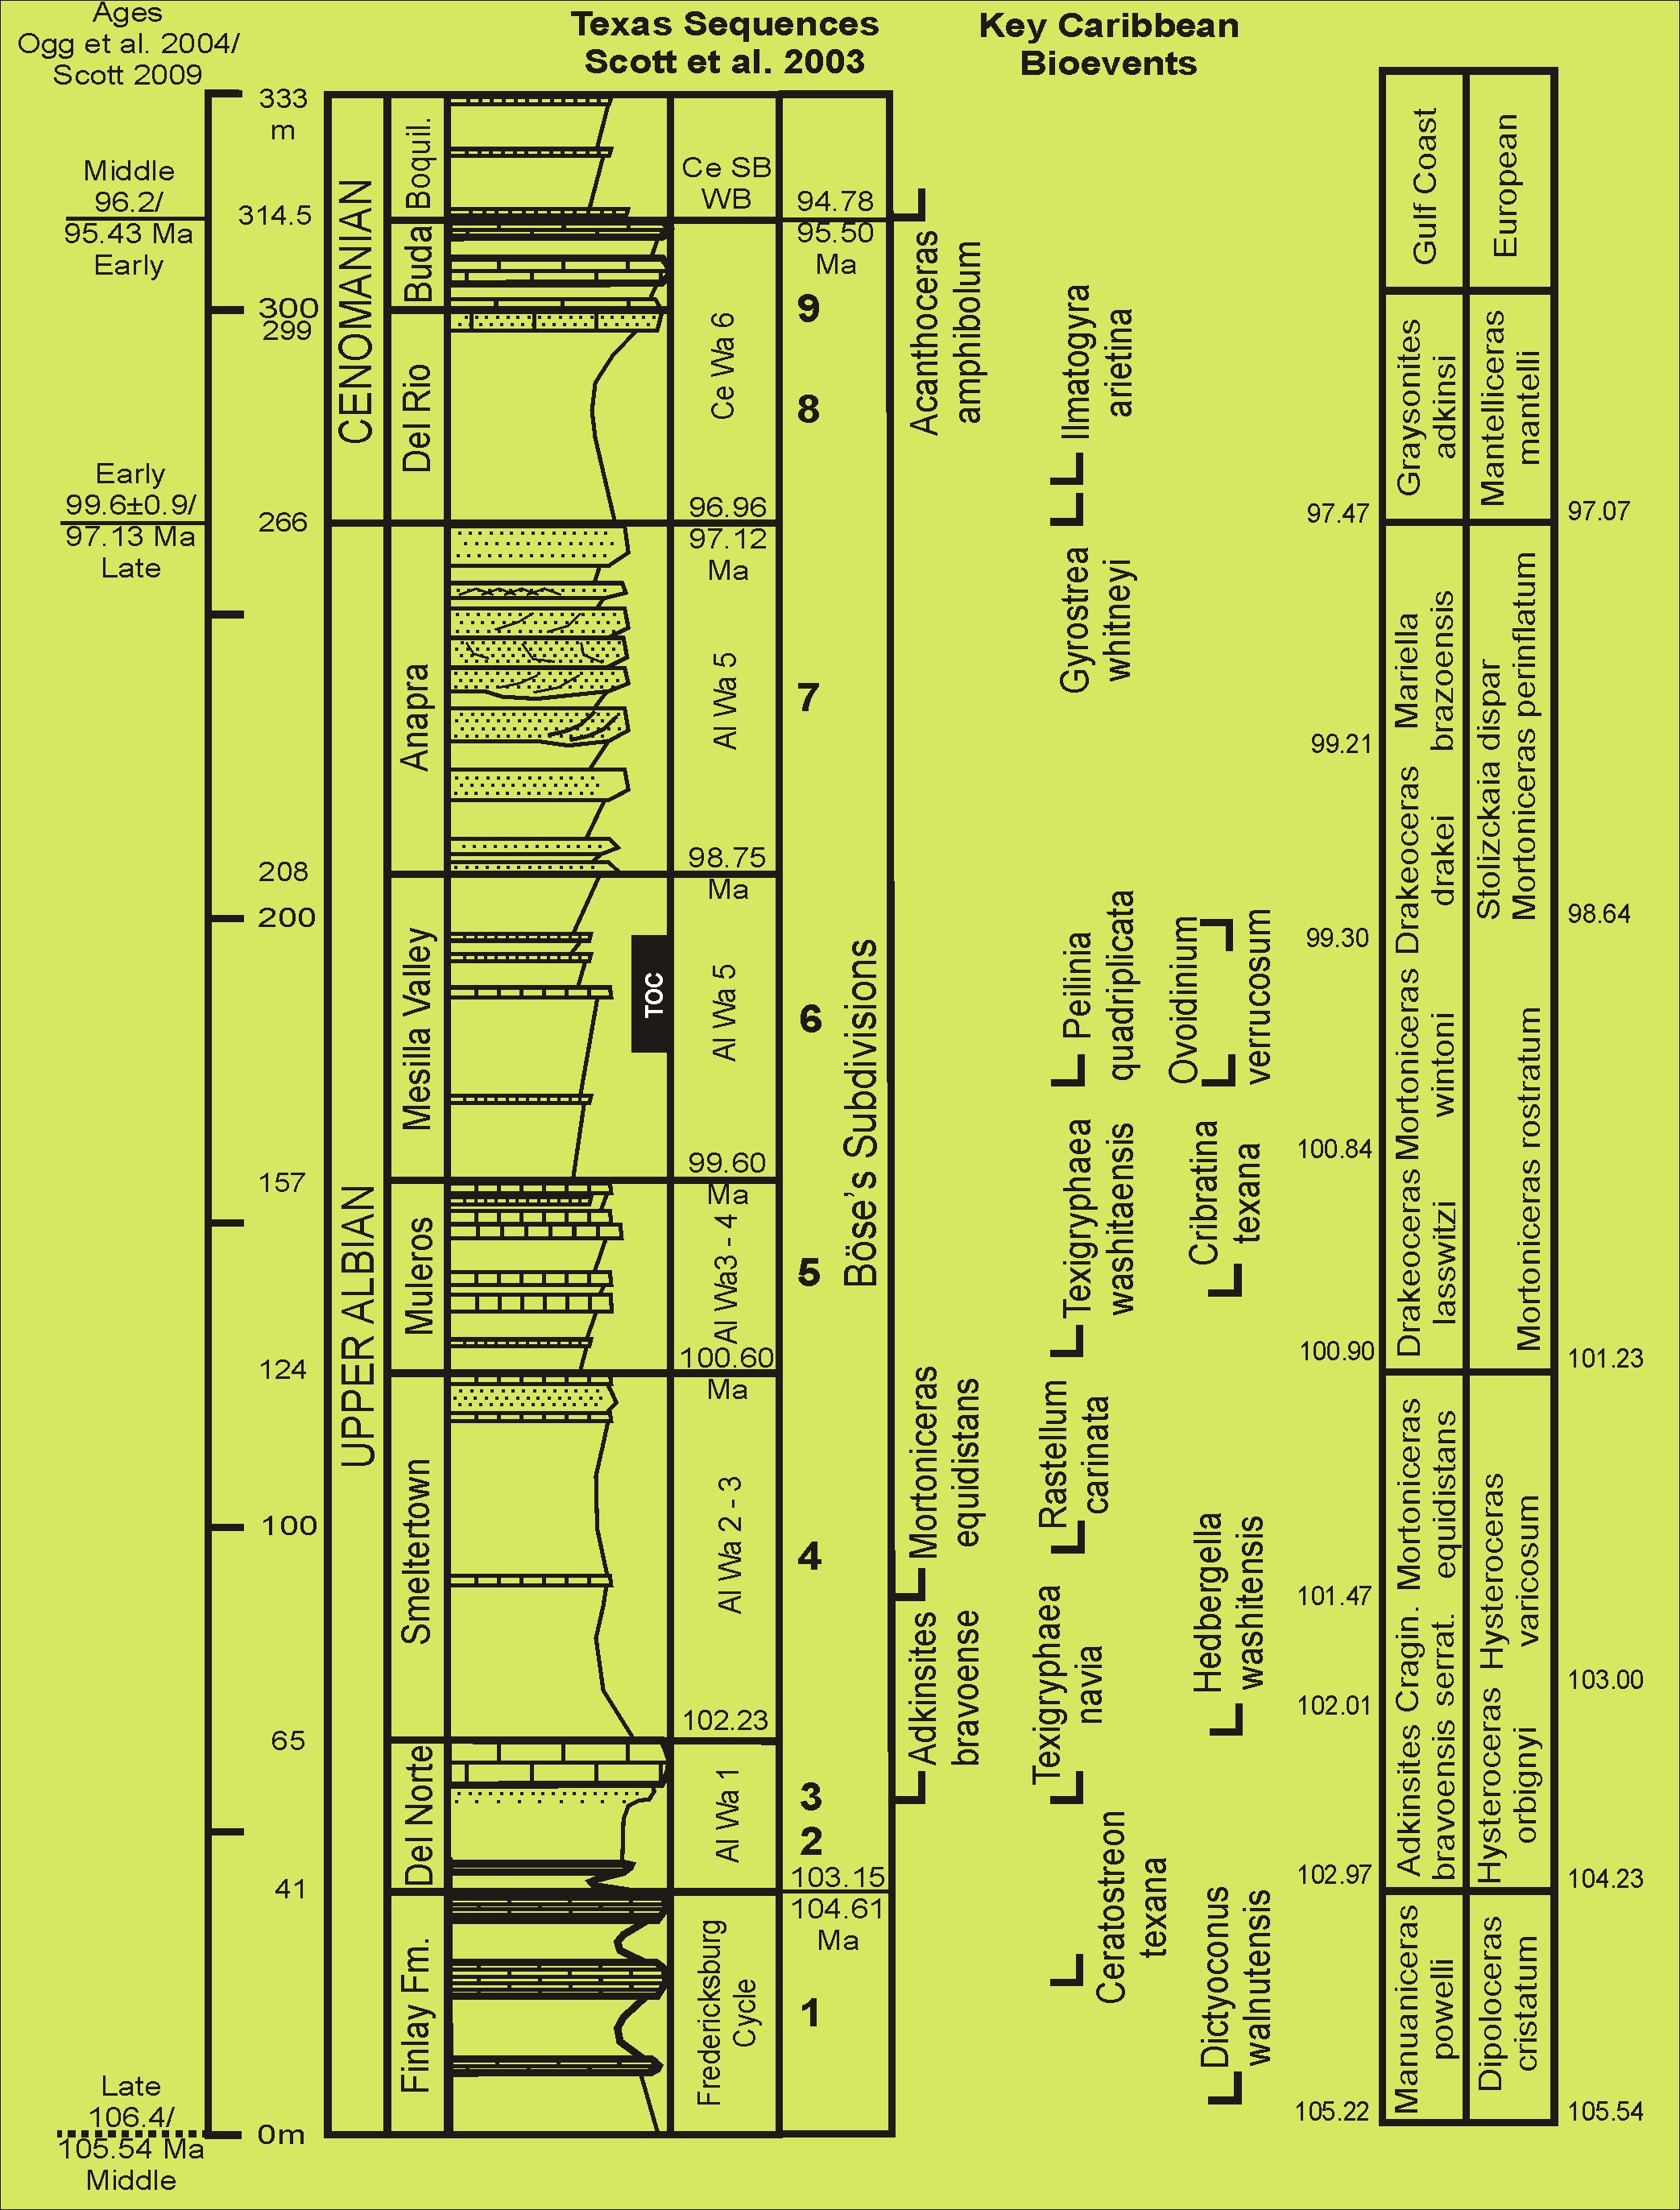 Ages
Ogg et al. 2004/
Scott 2009
Texas Sequences
Scott et al. 2003
Key Caribbean
Bioevents
333
m
Middle
96.2/
95.43 Ma
Early
314.5
300
299
Early
99.6±0.9/
97.13 Ma
Late
266
208
200
157
124
100
65
41
Late
106.4/
105.54 Ma
Middle
0m
CENOMANIAN
UPPER ALBIAN
Boquil.
Buda
Del Rio
Anapra
Mesilla Valley
Muleros
Smeltertown
Del Norte
Finlay Fm.
TOC
Ce SB
WB
Ce Wa 6
96.96
97.12
Ma
Al Wa 5
98.75
Ma
Al Wa 5
99.60
Ma
Al Wa3 - 4
100.60
Ma
Al Wa 2 - 3
102.23
Al Wa 1
Fredericksburg
Cycle
94.78
95.50
Ma
9
8
7
6
5
4
3
2
103.15
104.61
Ma
1
Böse's Subdivisions
Acanthoceras
amphibolum
Mortoniceras
equidistans
Adkinsites
bravoense
Ilmatogyra
arietina
Gyrostrea
whitneyi
Peilinia
quadriplicata
Ovoidinium
verrucosum
Texigryphaea
washitaensis
Cribratina
texana
Rastellum
carinata
Hedbergella
washitensis
Texigryphaea
navia
Ceratostreon
texana
Dictyoconus
walnutensis
97.47
99.21
99.30
100.84
100.90
101.47
102.01
102.97
105.22
Gulf Coast
Graysonites
adkinsi
Mariella
brazoensis
Drakeoceras
drakei
Mortoniceras
wintoni
Drakeoceras
lasswitzi
Mortoniceras
equidistans
Cragin.
serrat.
Adkinsites
bravoensis
Manuaniceras
powelli
European
Mantelliceras
mantelli
Stolizckaia dispar
Mortoniceras perinflatum
Mortoniceras rostratum
Hysteroceras
varicosum
Hysteroceras
orbignyi
Dipoloceras
cristatum
97.07
98.64
101.23
103.00
104.23
105.54